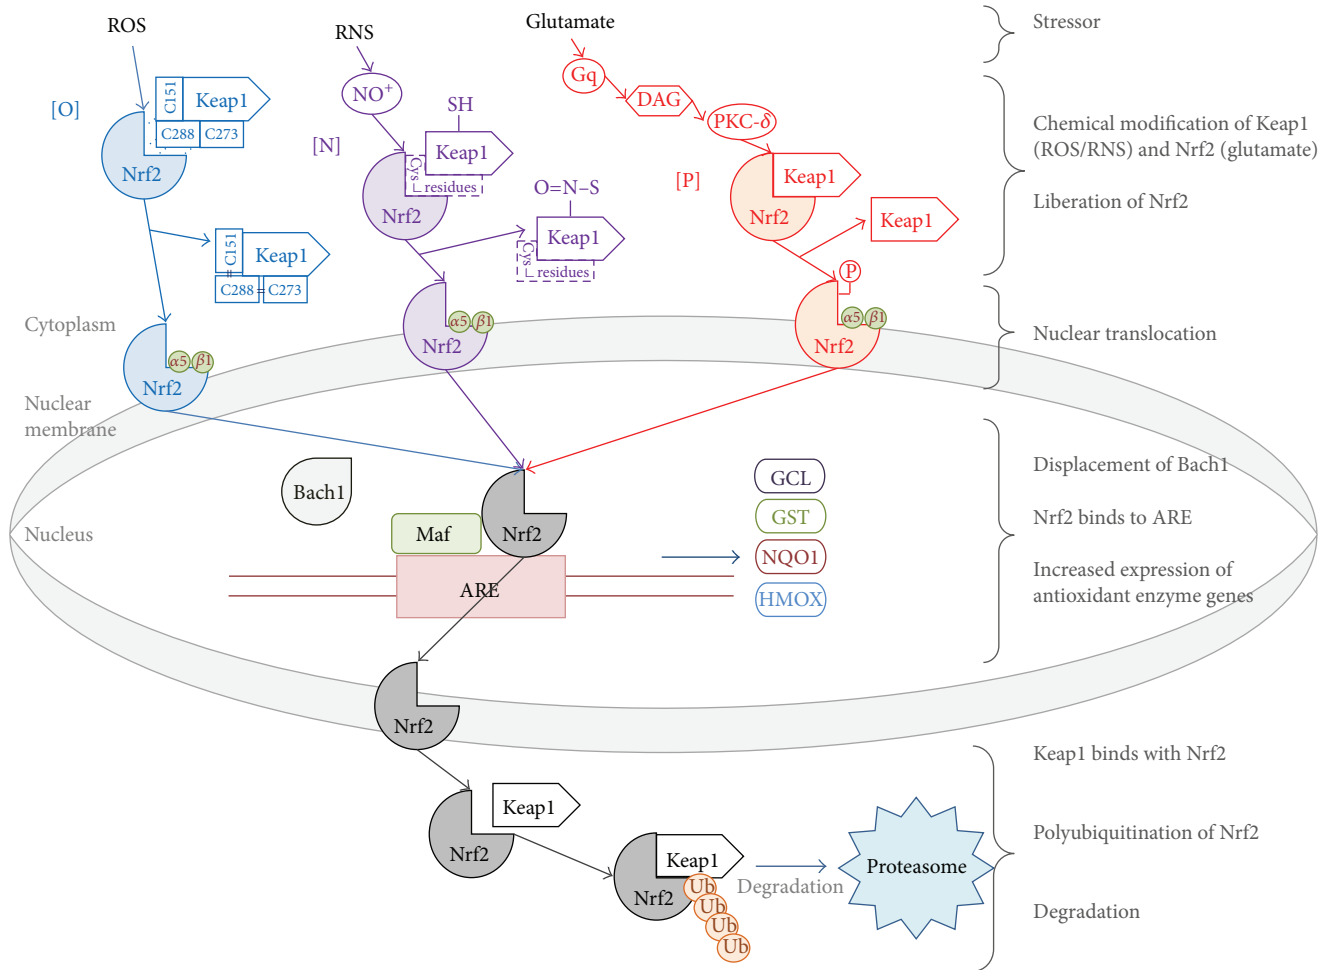 ROS
RNS
Glutamate
Stressor
[O]
C151
Keap1
C288
C273
Nrf2
NO+
[N]
SH
Keap1
Cys
residues
Nrf2
Gq
DAG
PKC-δ
[P]
Keap1
Nrf2
Chemical modification of Keap1
(ROS/RNS) and Nrf2 (glutamate)
Liberation of Nrf2
C151
Keap1
=
C288
=
C273
O=N–S
Keap1
Cys
residues
Keap1
P
Cytoplasm
α5
β1
Nrf2
α5
β1
Nrf2
α5
β1
Nrf2
Nuclear translocation
Nuclear
membrane
Nucleus
Bach1
Maf
Nrf2
ARE
GCL
GST
NQO1
HMOX
Displacement of Bach1
Nrf2 binds to ARE
Increased expression of
antioxidant enzyme genes
Nrf2
Keap1
Nrf2
Keap1
Nrf2
Ub
Ub
Ub
Ub
Degradation
Proteasome
Keap1 binds with Nrf2
Polyubiquitination of Nrf2
Degradation